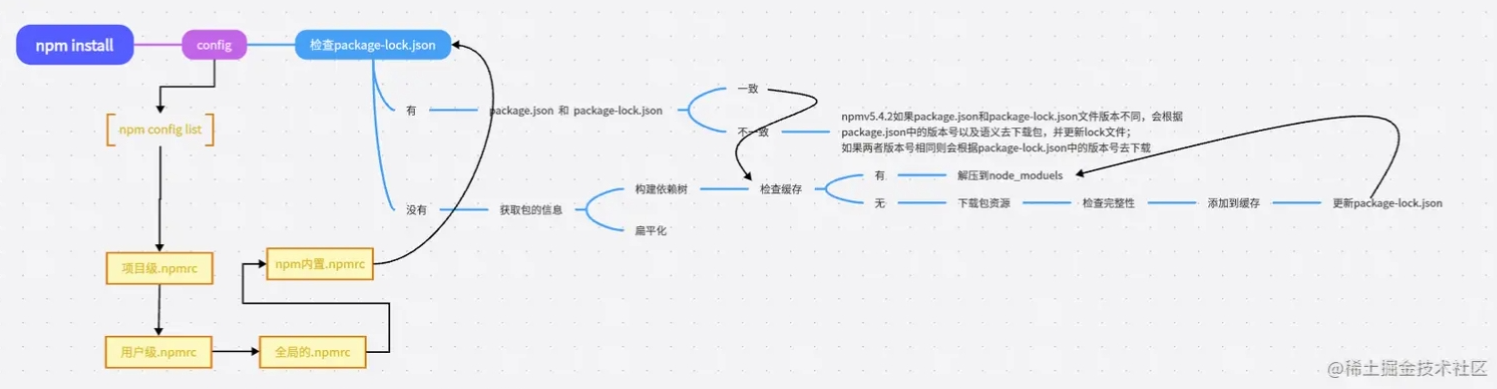 npm install
config
检查package-lock.json
npm config list
项目级.npmrc
用户级.npmrc
全局的.npmrc
npm内置.npmrc
有
package.json 和 package-lock.json
一致
不一致
npmv5.4.2如果package.json和package-lock.json文件版本不同，会根据
package.json中的版本号以及语义去下载包，并更新lock文件；
如果两者版本号相同则会根据package-lock.json中的版本号去下载
没有
获取包的信息
构建依赖树
扁平化
检查缓存
有
解压到node_moduels
无
下载包资源
检查完整性
添加到缓存
更新package-lock.json
@稀土掘金技术社区